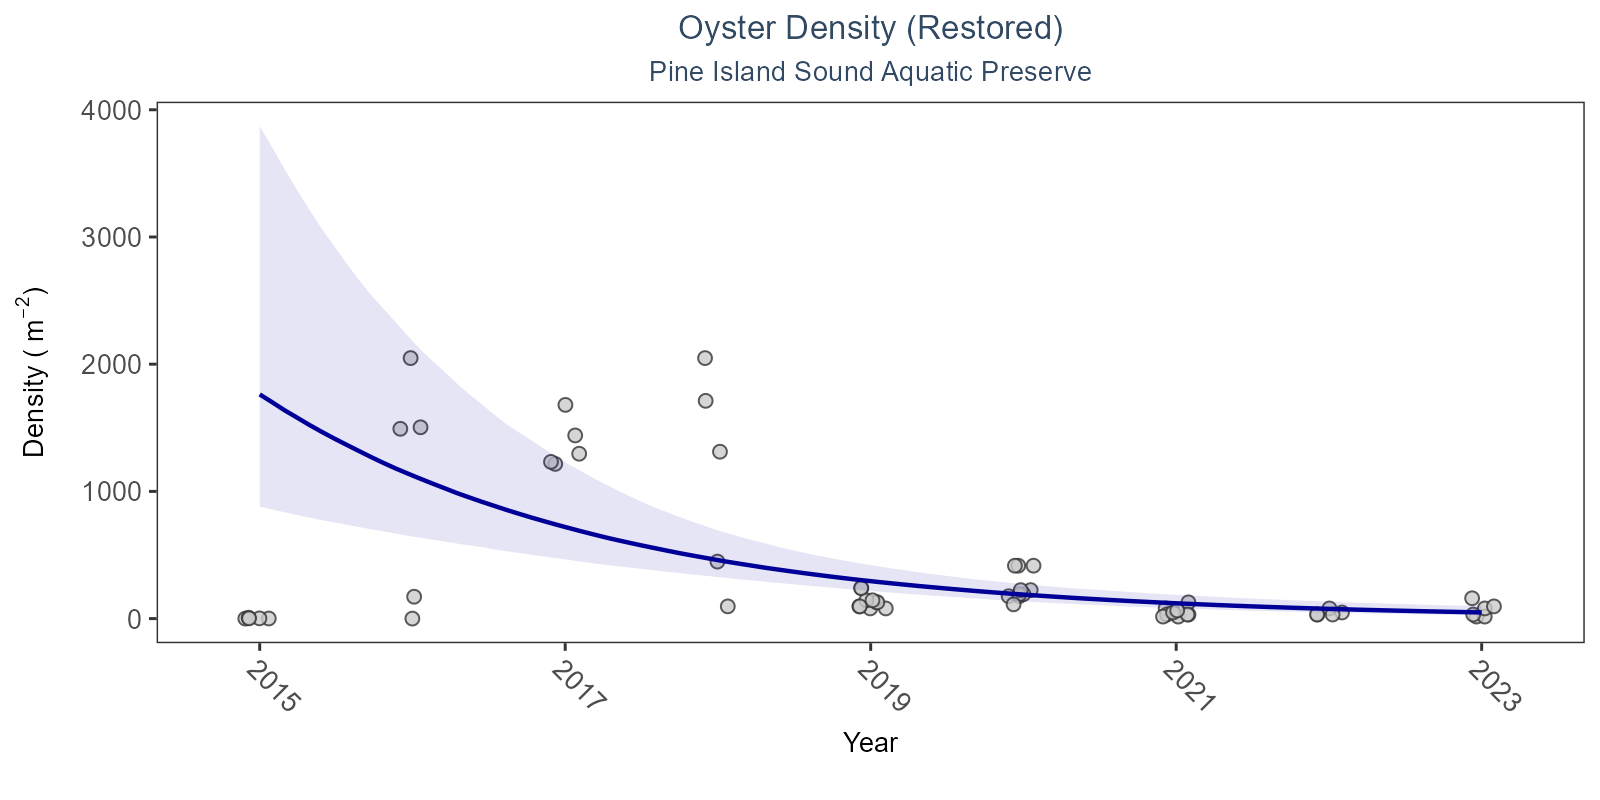 Oyster Density (Restored)
Pine Island Sound Aquatic Preserve
4000
3000
2000
1000
0
Density ( m⁻²)
2015
2017
2019
2021
2023
Year